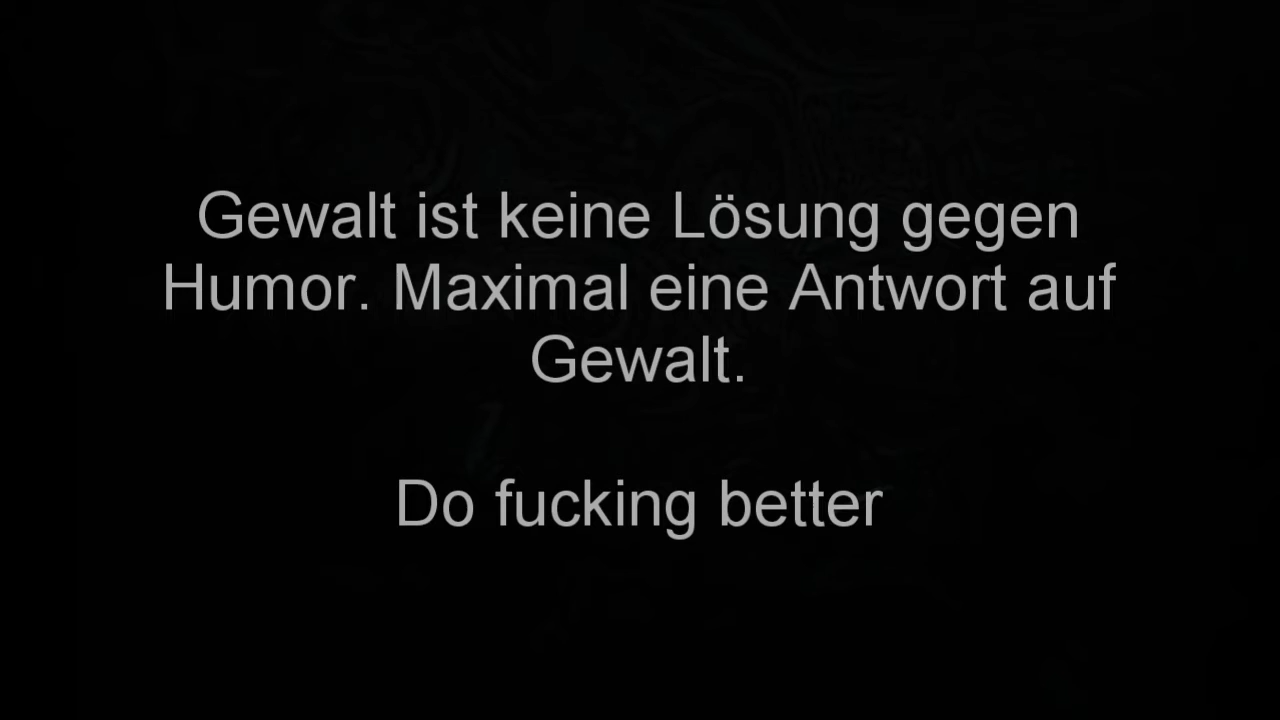 Gewalt ist keine Lösung gegen
Humor. Maximal eine Antwort auf
Gewalt.
Do fucking better